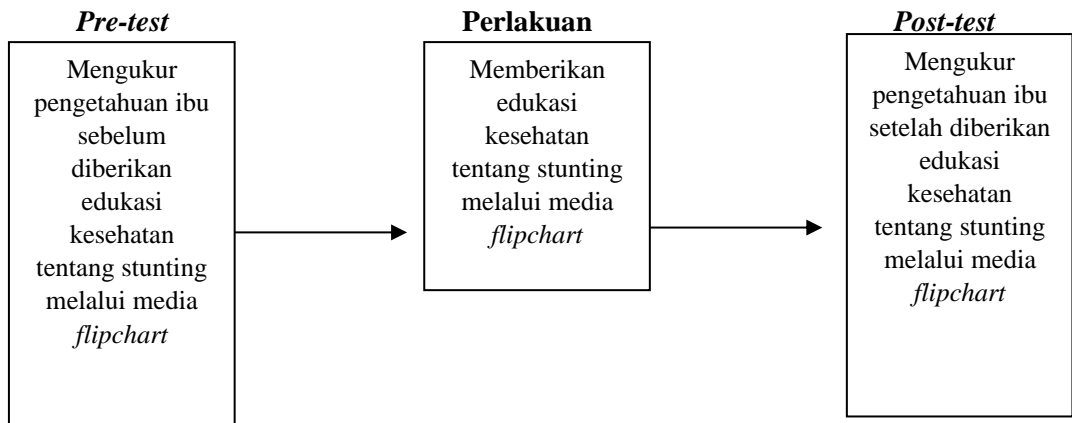 Pre-test
Mengukur
pengetahuan ibu
sebelum
diberikan
edukasi
kesehatan
tentang stunting
melalui media
flipchart
Perlakuan
Memberikan
edukasi
kesehatan
tentang stunting
melalui media
flipchart
Post-test
Mengukur
pengetahuan ibu
setelah diberikan
edukasi
kesehatan
tentang stunting
melalui media
flipchart